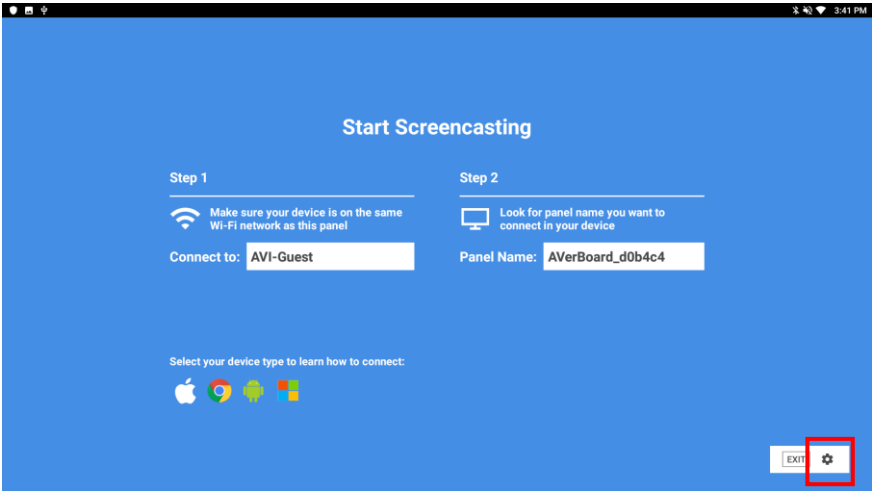 3:41 PM
Start Screencasting
Step 1
Make sure your device is on the same
Wi-Fi network as this panel
Connect to: AVI-Guest
Step 2
Look for panel name you want to
connect in your device
Panel Name: AVerBoard_d0b4c4
Select your device type to learn how to connect:
EXIT